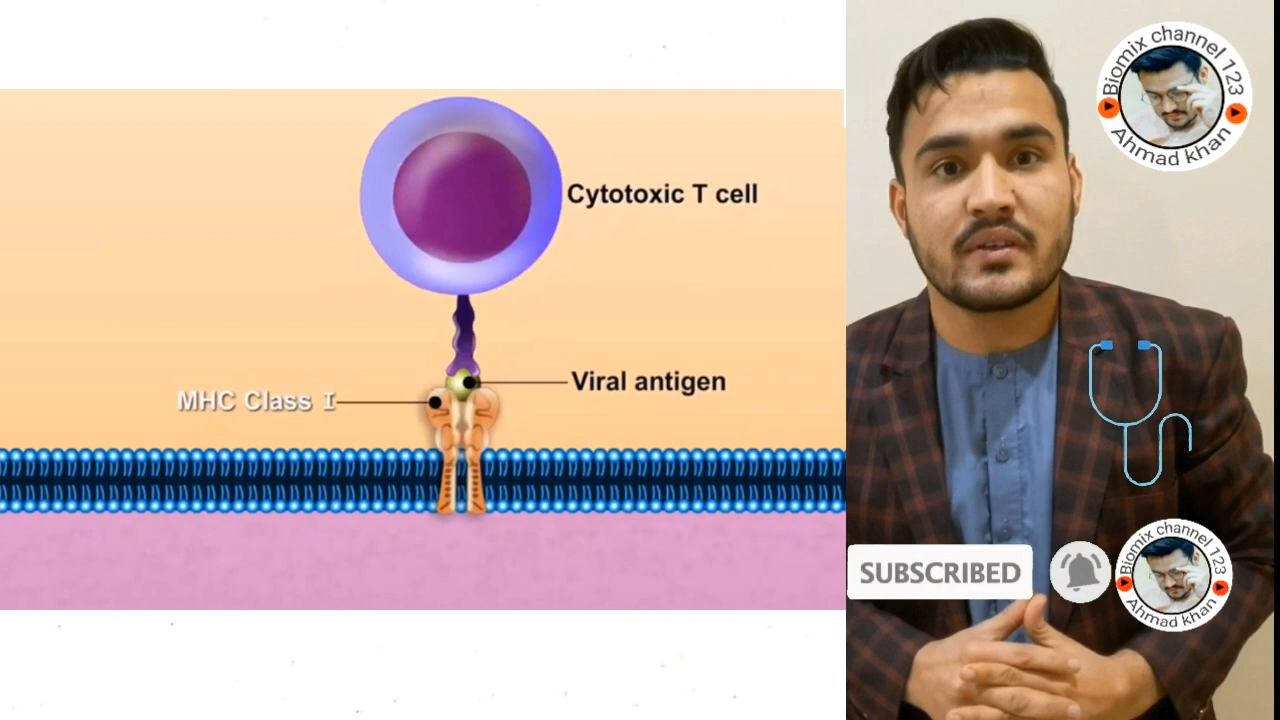 Cytotoxic T cell
Viral antigen
MHC Class I
Biomix channel 123
Ahmad khan
SUBSCRIBED
Biomix channel 123
Ahmad khan